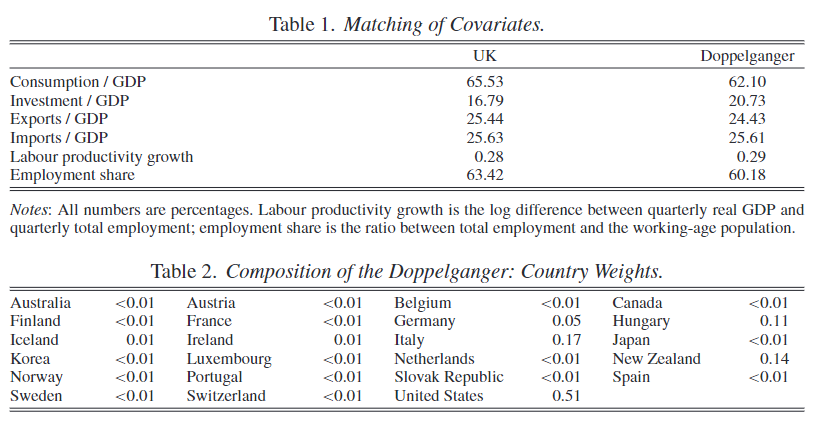 Table 1. Matching of Covariates.
UK Doppelganger
Consumption / GDP 65.53 62.10
Investment / GDP 16.79 20.73
Exports / GDP 25.44 24.43
Imports / GDP 25.63 25.61
Labour productivity growth 0.28 0.29
Employment share 63.42 60.18
Notes: All numbers are percentages. Labour productivity growth is the log difference between quarterly real GDP and
quarterly total employment; employment share is the ratio between total employment and the working-age population.
Table 2. Composition of the Doppelganger: Country Weights.
Australia <0.01 Austria <0.01 Belgium <0.01 Canada <0.01
Finland <0.01 France <0.01 Germany 0.05 Hungary 0.11
Iceland 0.01 Ireland 0.01 Italy 0.17 Japan <0.01
Korea <0.01 Luxembourg <0.01 Netherlands <0.01 New Zealand 0.14
Norway <0.01 Portugal <0.01 Slovak Republic <0.01 Spain <0.01
Sweden <0.01 Switzerland <0.01 United States 0.51